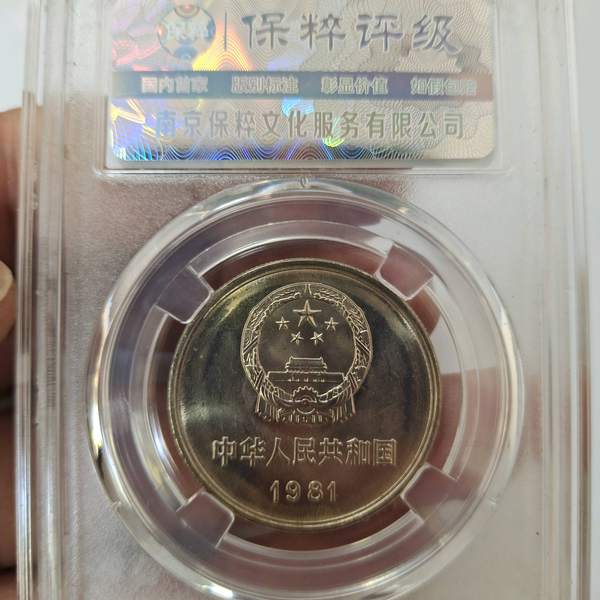 保粹评级
国内首家 版别标注 彰显价值 如假包赔
南京保粹文化服务有限公司
中华人民共和国
1981